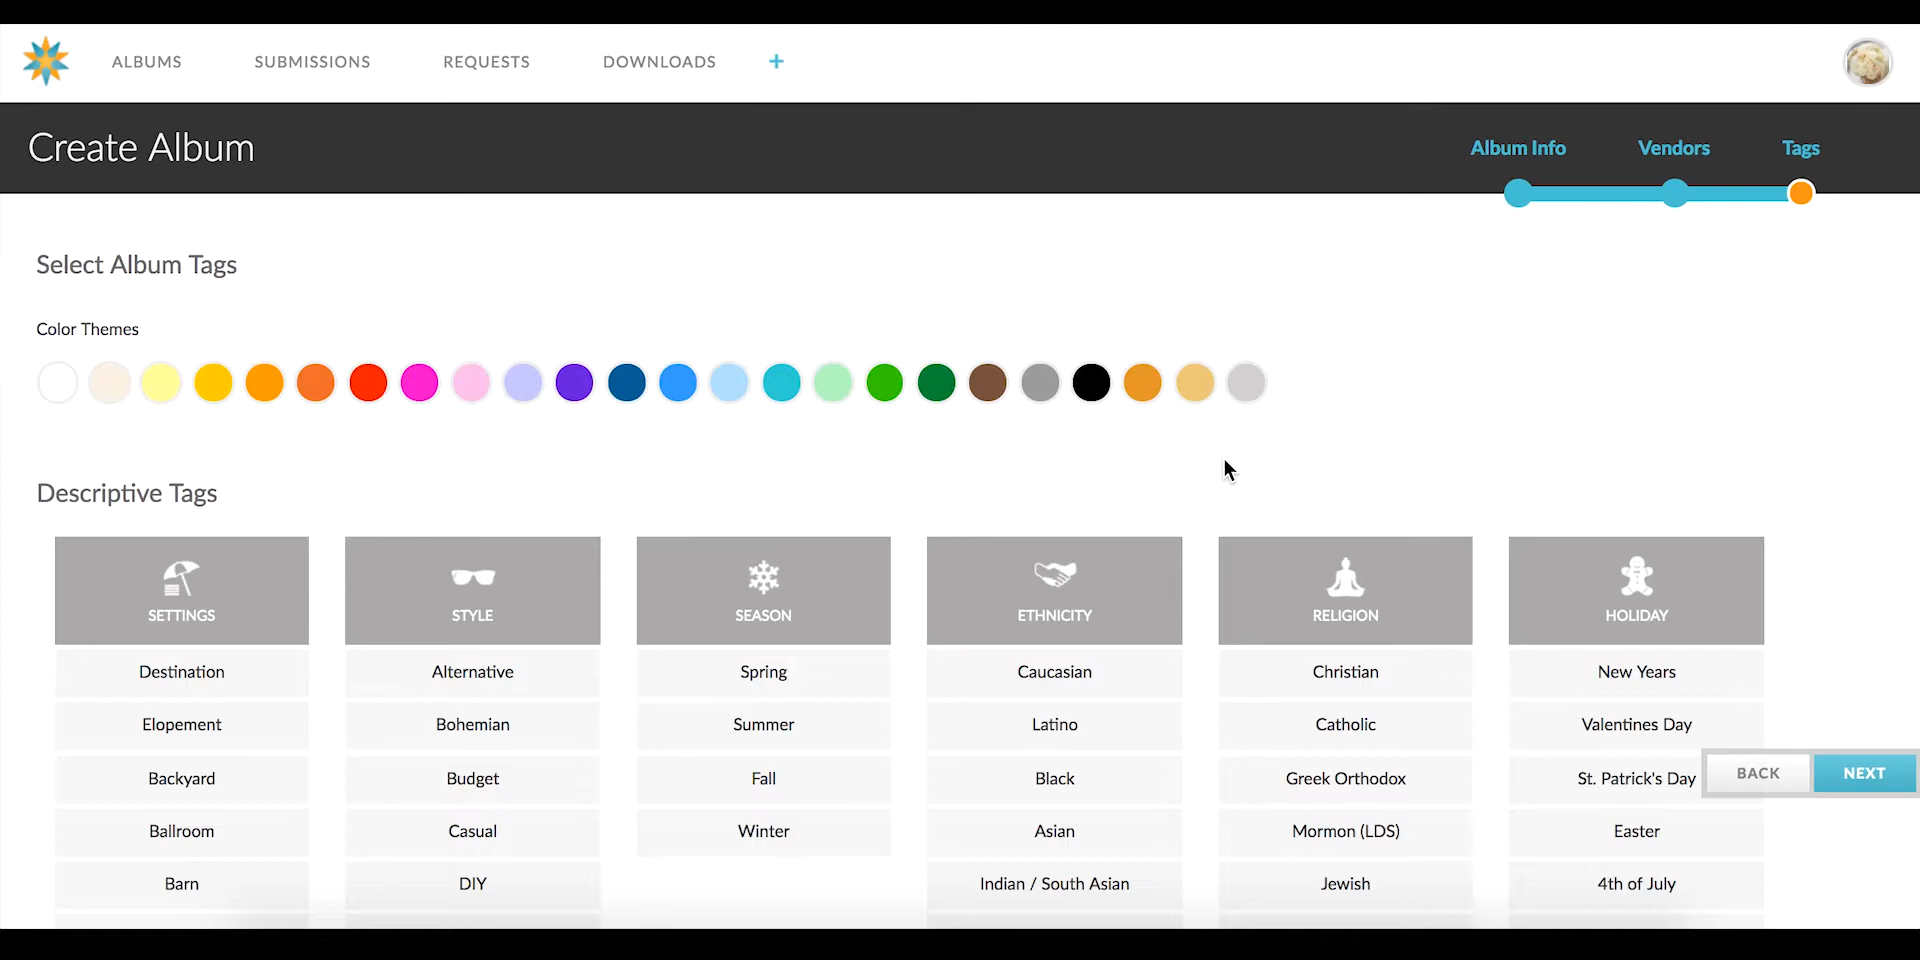 ALBUMS SUBMISSIONS REQUESTS DOWNLOADS +
Create Album
Album Info Vendors Tags
Select Album Tags
Color Themes
Descriptive Tags
SETTINGS STYLE SEASON ETHNICITY RELIGION HOLIDAY
Destination Alternative Spring Caucasian Christian New Years
Elopement Bohemian Summer Latino Catholic Valentines Day
Backyard Budget Fall Black Greek Orthodox St. Patrick's Day
BACK NEXT
Ballroom Casual Winter Asian Mormon (LDS) Easter
Barn DIY Indian / South Asian Jewish 4th of July